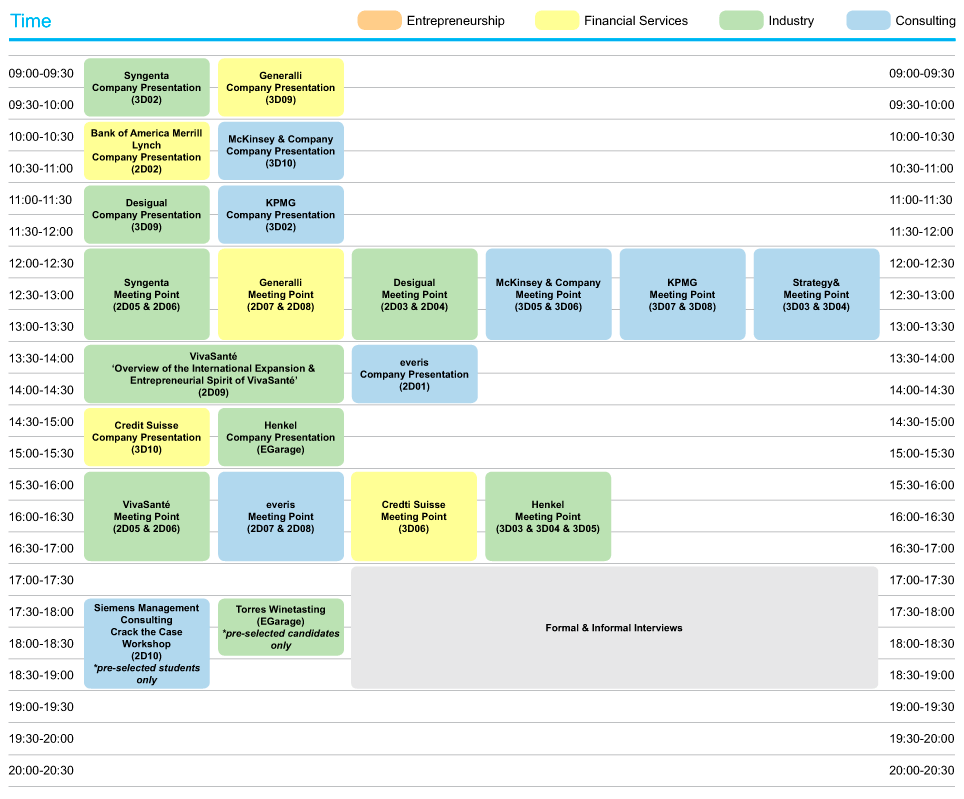 Time
Entrepreneurship
Financial Services
Industry
Consulting
09:00-09:30
09:00-09:30
Syngenta
Company Presentation
(3D02)
Generalli
Company Presentation
(3D09)
09:30-10:00
09:30-10:00
10:00-10:30
10:00-10:30
Bank of America Merrill
Lynch
Company Presentation
(2D02)
McKinsey & Company
Company Presentation
(3D10)
10:30-11:00
10:30-11:00
11:00-11:30
11:00-11:30
Desigual
Company Presentation
(3D09)
KPMG
Company Presentation
(3D02)
11:30-12:00
11:30-12:00
12:00-12:30
12:00-12:30
Syngenta
Meeting Point
(2D05 & 2D06)
Generalli
Meeting Point
(2D07 & 2D08)
Desigual
Meeting Point
(2D03 & 2D04)
McKinsey & Company
Meeting Point
(3D05 & 3D06)
KPMG
Meeting Point
(3D07 & 3D08)
Strategy&
Meeting Point
(3D03 & 3D04)
12:30-13:00
12:30-13:00
13:00-13:30
13:00-13:30
13:30-14:00
13:30-14:00
VivaSanté
‘Overview of the International Expansion &
Entrepreneurial Spirit of VivaSanté’
(2D09)
everis
Company Presentation
(2D01)
14:00-14:30
14:00-14:30
14:30-15:00
14:30-15:00
Credit Suisse
Company Presentation
(3D10)
Henkel
Company Presentation
(EGarage)
15:00-15:30
15:00-15:30
15:30-16:00
15:30-16:00
VivaSanté
Meeting Point
(2D05 & 2D06)
everis
Meeting Point
(2D07 & 2D08)
Credti Suisse
Meeting Point
(3D06)
Henkel
Meeting Point
(3D03 & 3D04 & 3D05)
16:00-16:30
16:00-16:30
16:30-17:00
16:30-17:00
17:00-17:30
17:00-17:30
17:30-18:00
17:30-18:00
Siemens Management
Consulting
Crack the Case
Workshop
(2D10)
*pre-selected students
only
Torres Winetasting
(EGarage)
*pre-selected candidates
only
Formal & Informal Interviews
18:00-18:30
18:00-18:30
18:30-19:00
18:30-19:00
19:00-19:30
19:00-19:30
19:30-20:00
19:30-20:00
20:00-20:30
20:00-20:30